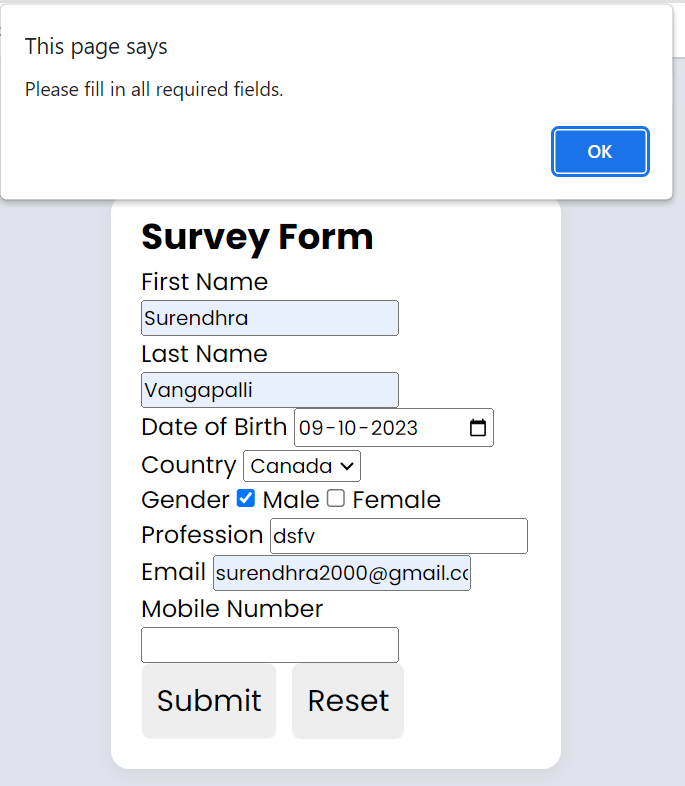 This page says
Please fill in all required fields.
OK
Survey Form
First Name
Surendhra
Last Name
Vangapalli
Date of Birth 09-10-2023
Country Canada
Gender Male Female
Profession dsfv
Email surendhra2000@gmail.cc
Mobile Number
Submit Reset